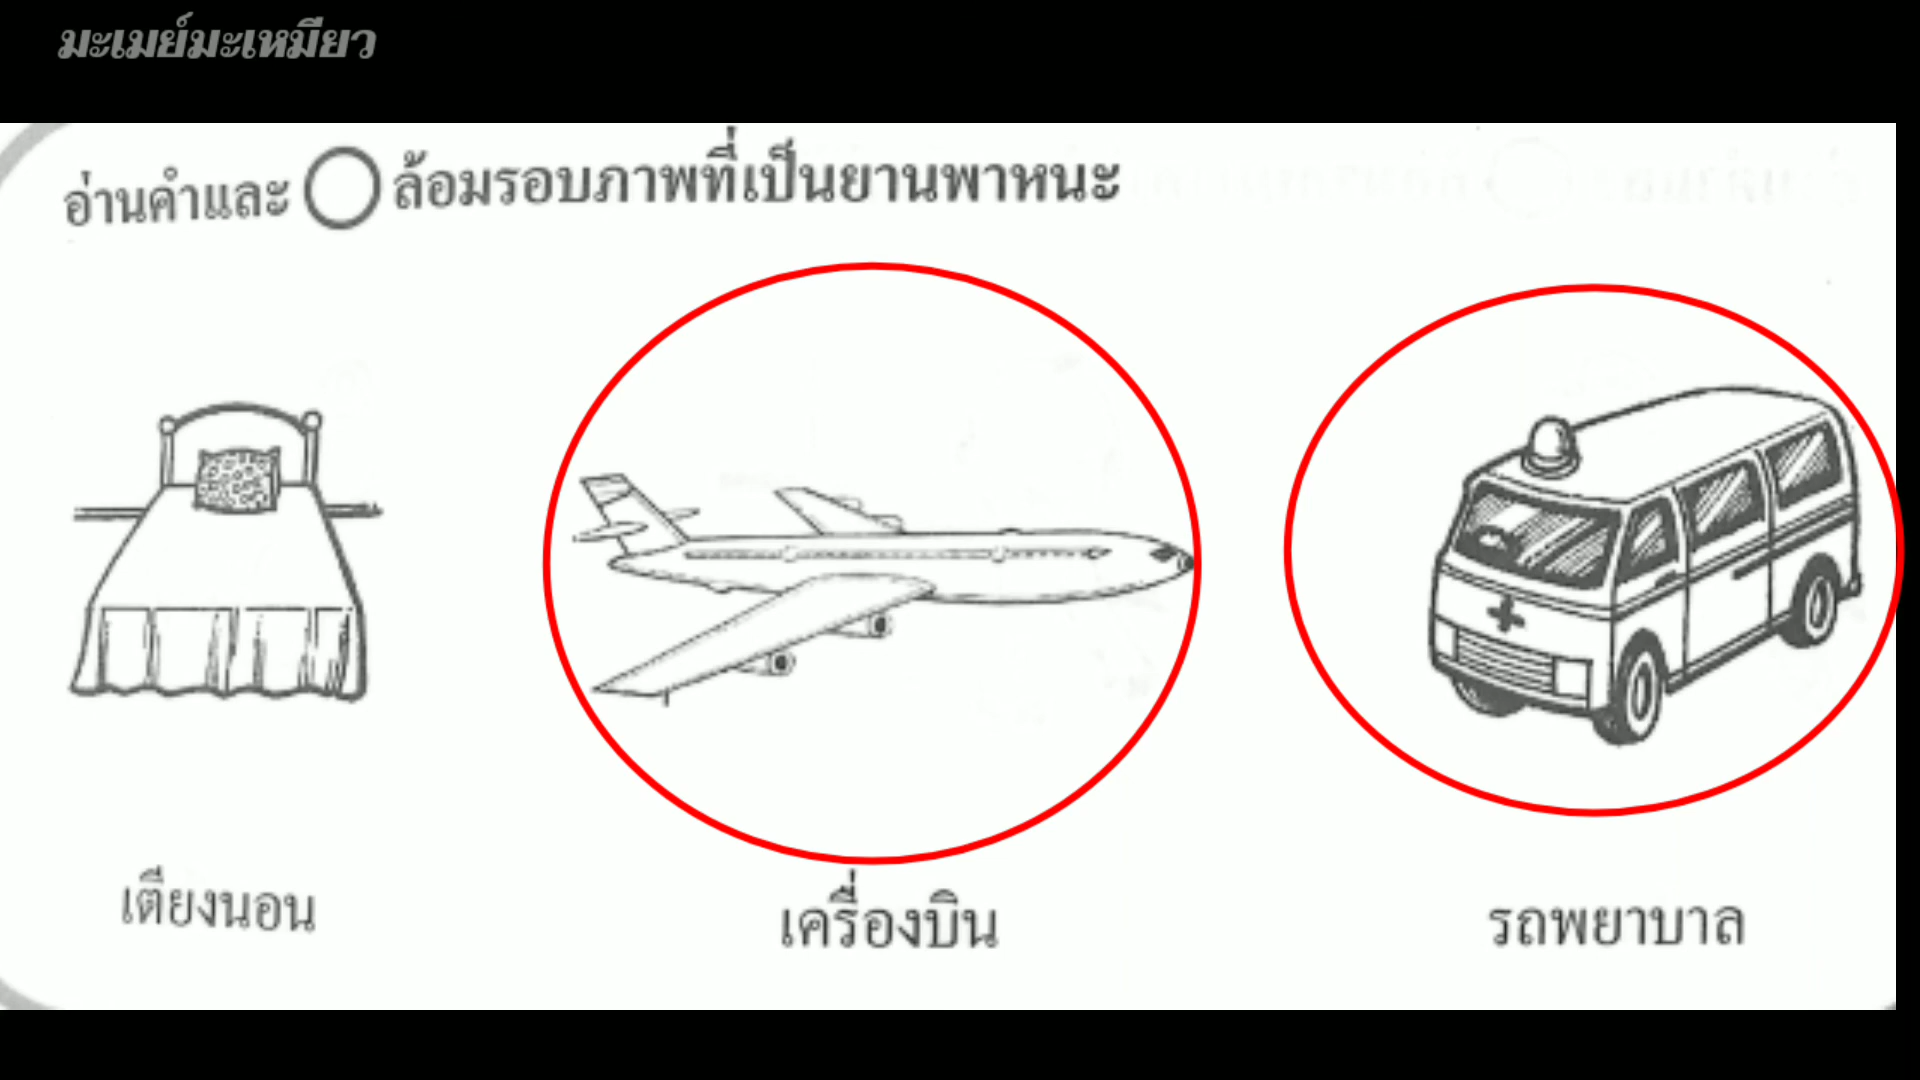 มะเมย์มะเหมียว
อ่านคำและ ล้อมรอบภาพที่เป็นยานพาหนะ
เตียงนอน เครื่องบิน รถพยาบาล